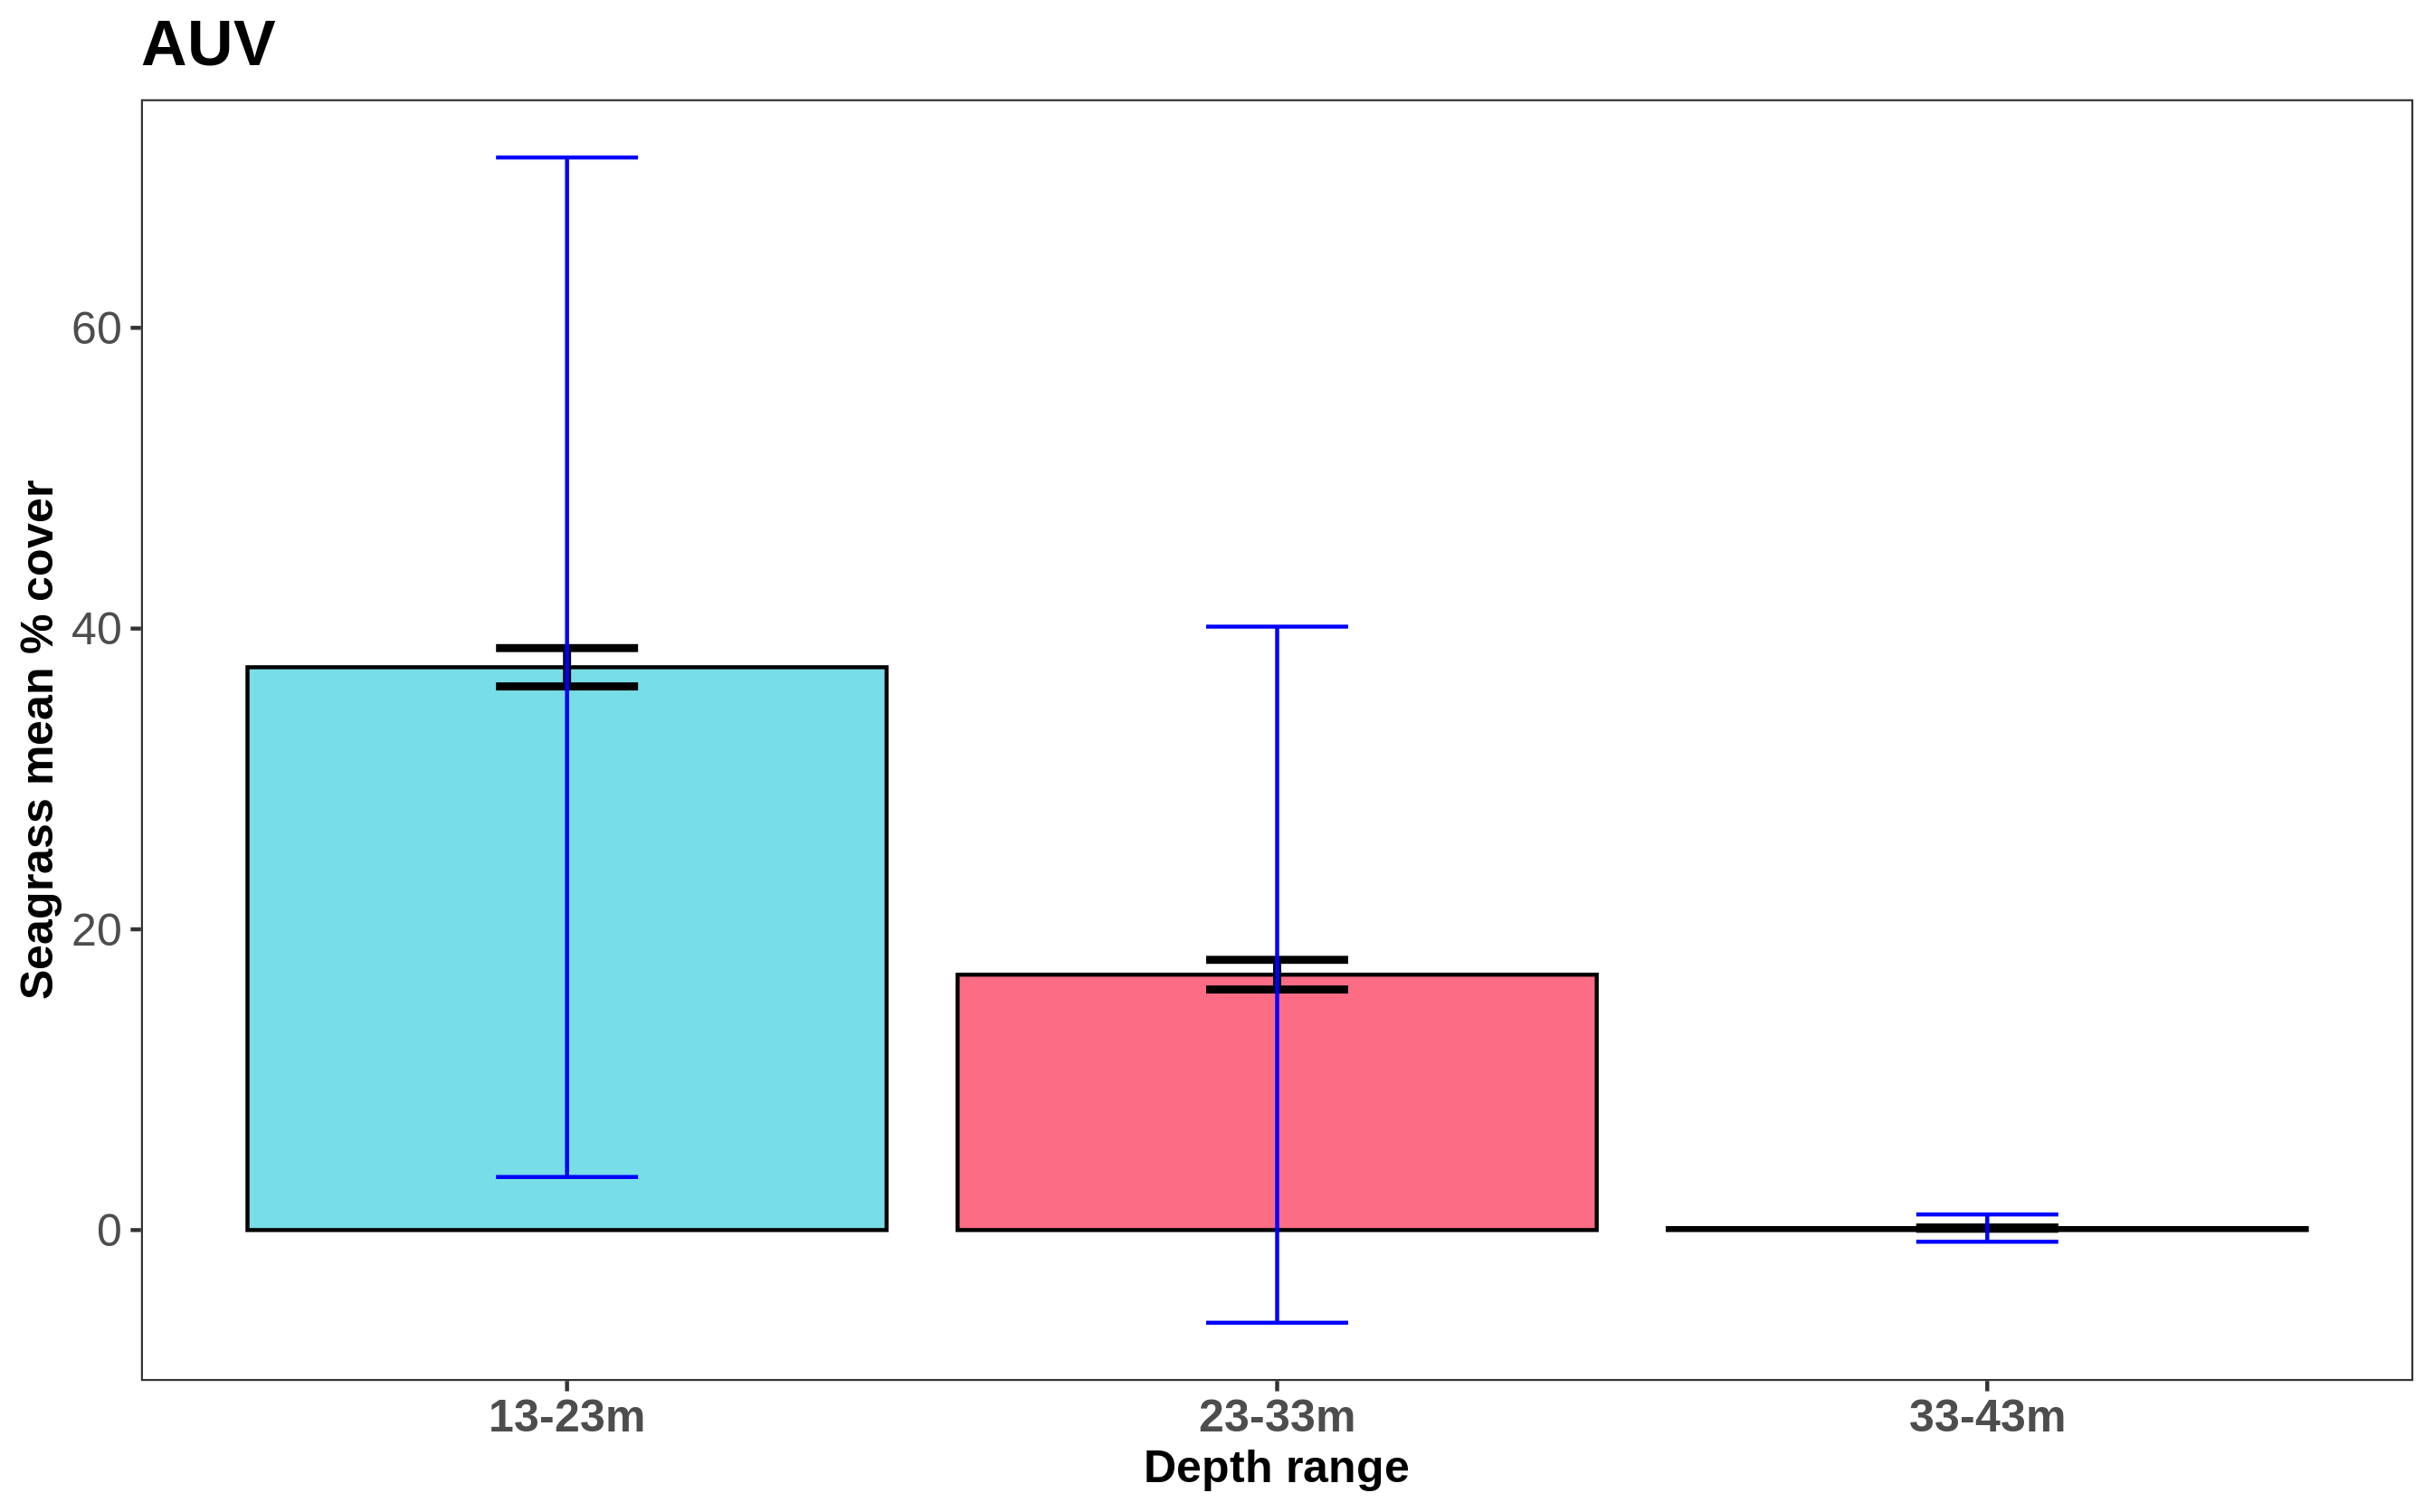 AUV
Seagrass mean % cover
60
40
20
0
13-23m
23-33m
33-43m
Depth range